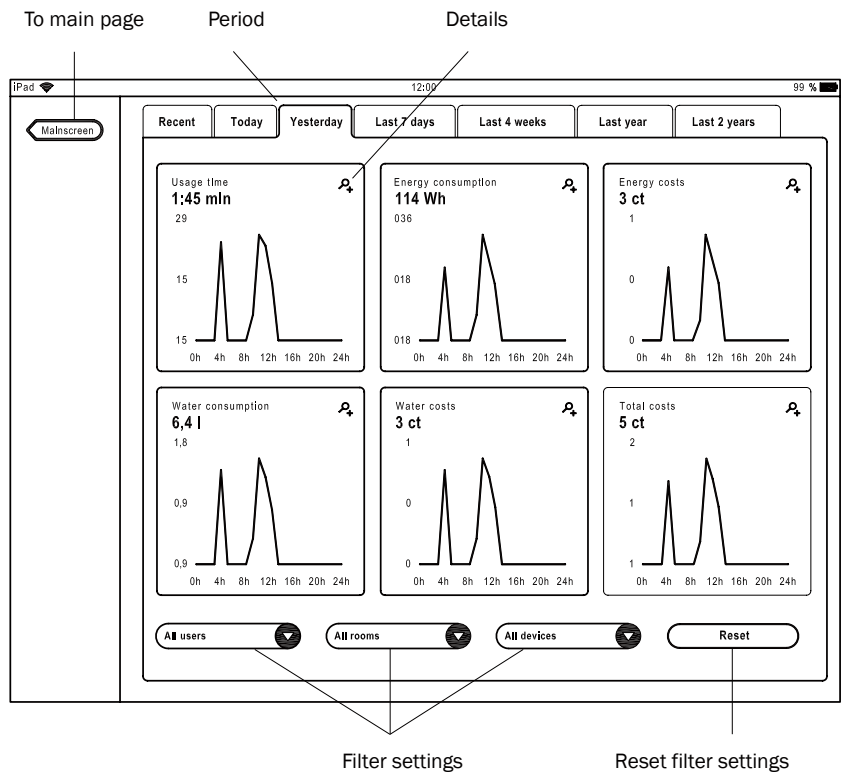 To main page Period Details
iPad 12:00 99 %
Mainscreen
Recent Today Yesterday Last 7 days Last 4 weeks Last year Last 2 years
Usage time Energy consumption Energy costs
1:45 min 114 Wh 3 ct
29 036 1
15 018 0
15 018 0
0h 4h 8h 12h 16h 20h 24h 0h 4h 8h 12h 16h 20h 24h 0h 4h 8h 12h 16h 20h 24h
Water consumption Water costs Total costs
6,4 l 3 ct 5 ct
1,8 1 2
0,9 0 1
0,9 0 1
0h 4h 8h 12h 16h 20h 24h 0h 4h 8h 12h 16h 20h 24h 0h 4h 8h 12h 16h 20h 24h
All users All rooms All devices Reset
Filter settings Reset filter settings